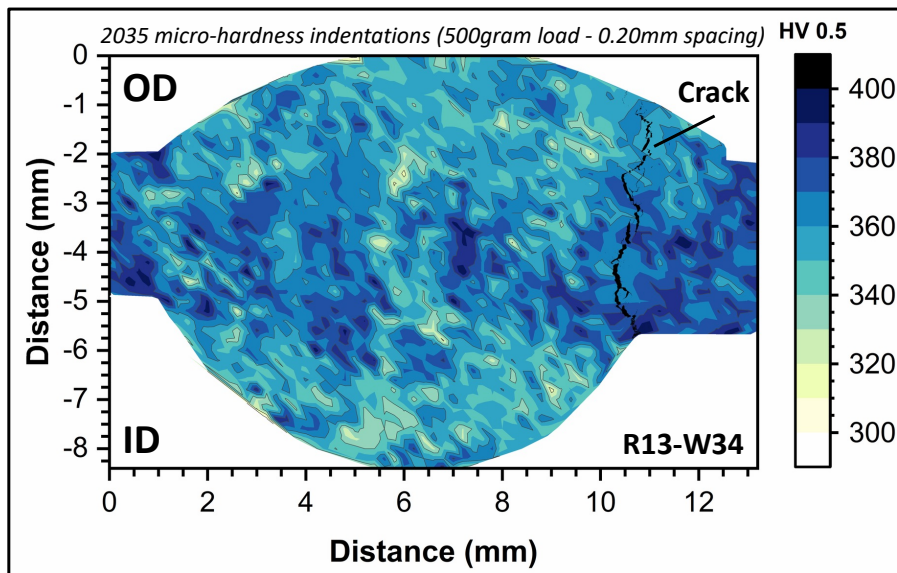 2035 micro-hardness indentations (500gram load - 0.20mm spacing)
HV 0.5
OD
Crack
ID
R13-W34
0
-1
-2
-3
-4
-5
-6
-7
-8
Distance (mm)
0 2 4 6 8 10 12
Distance (mm)
400
380
360
340
320
300